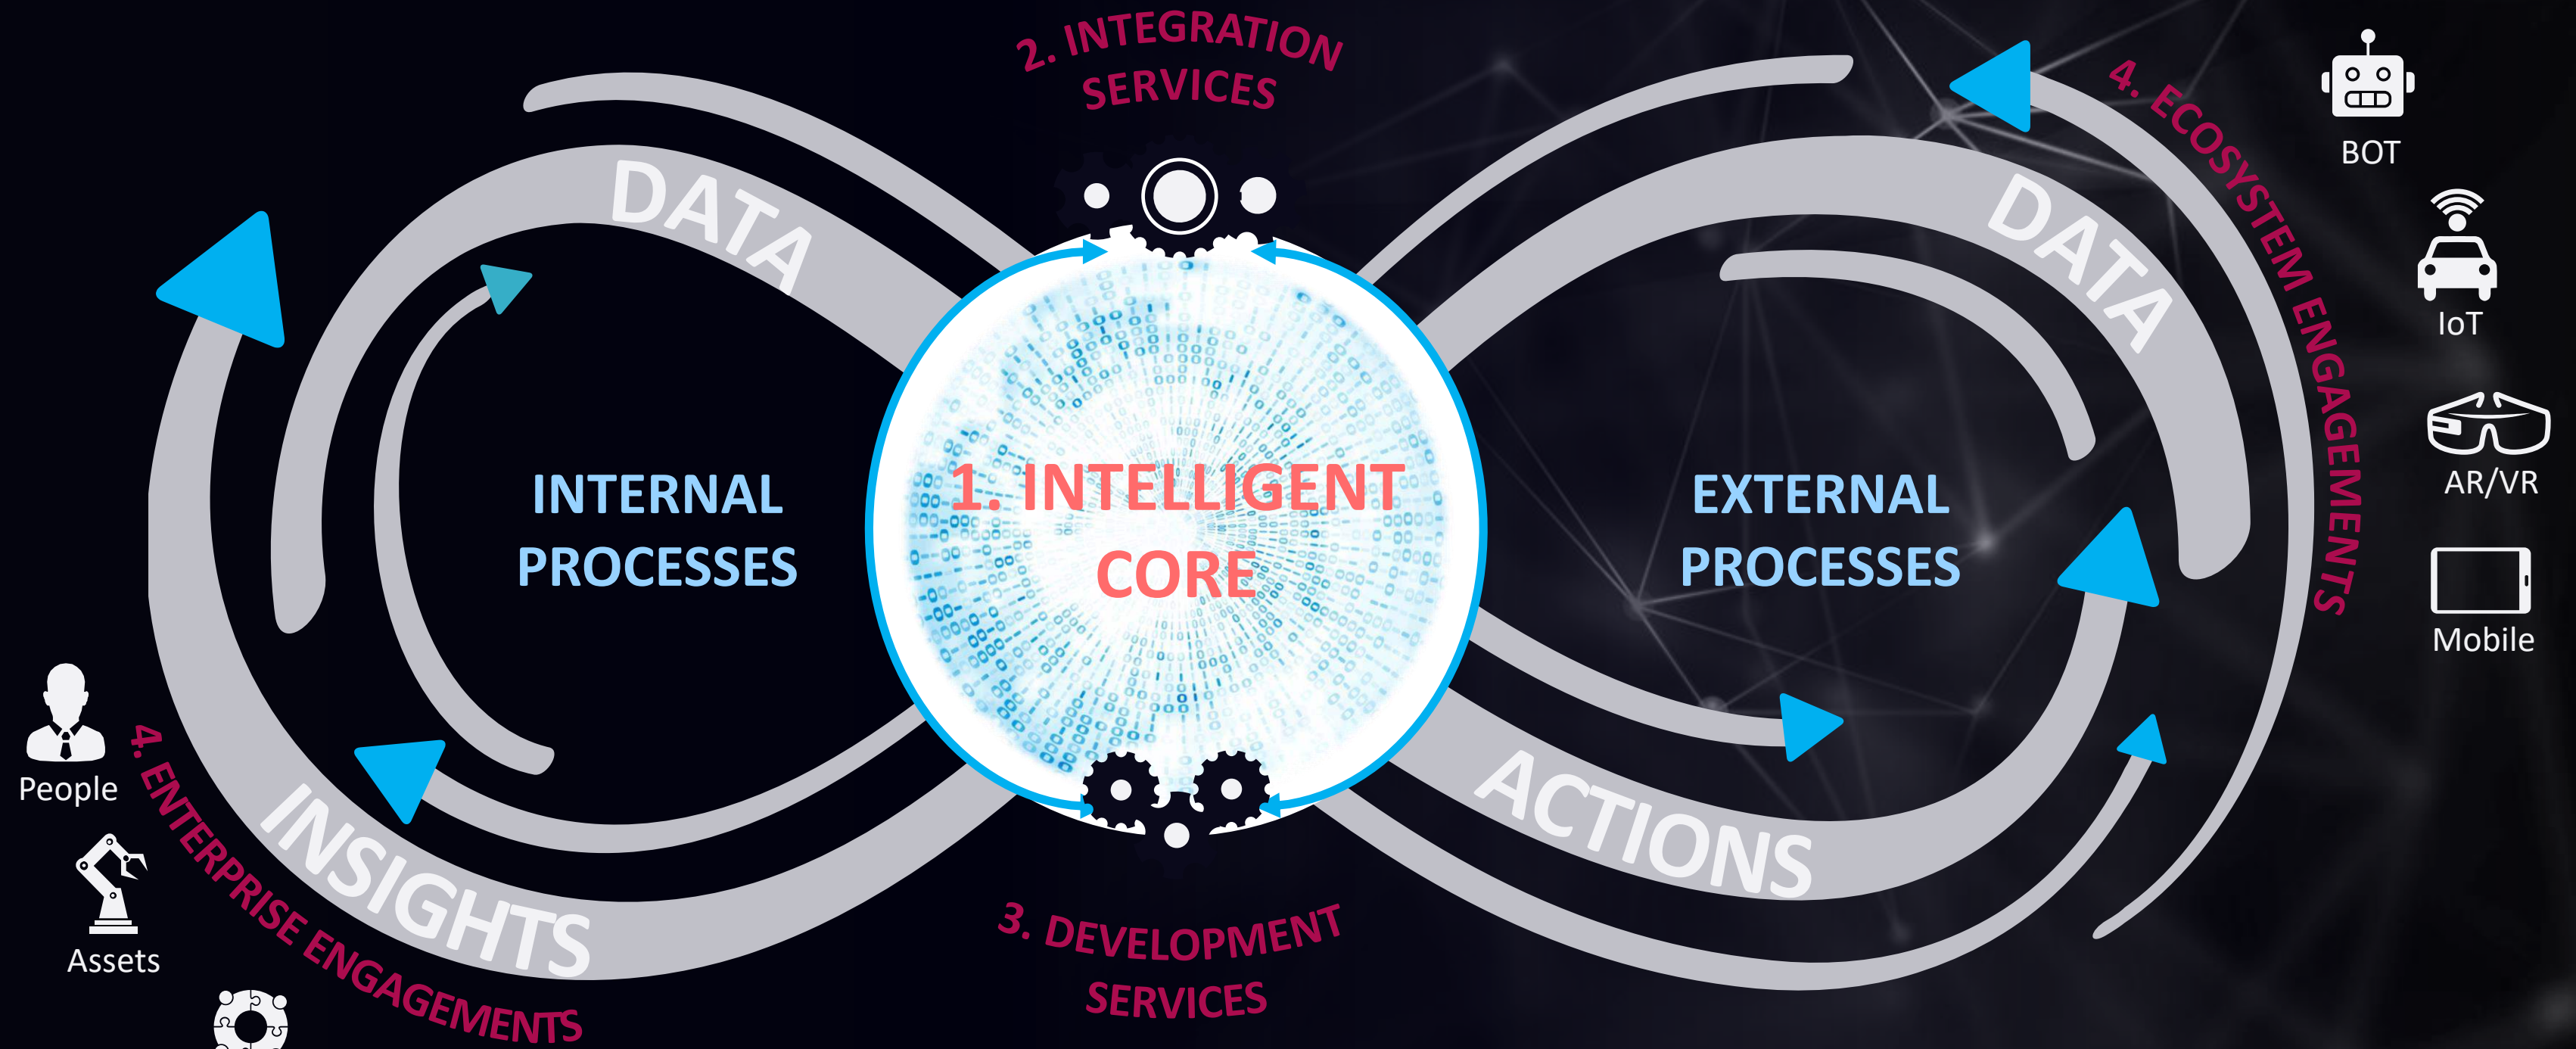 2. INTEGRATION
SERVICES
DATA
DATA
4. ECOSYSTEM ENGAGEMENTS
BOT
IoT
AR/VR
Mobile
INTERNAL
PROCESSES
1. INTELLIGENT
CORE
EXTERNAL
PROCESSES
People
Assets
4. ENTERPRISE ENGAGEMENTS
INSIGHTS
ACTIONS
3. DEVELOPMENT
SERVICES